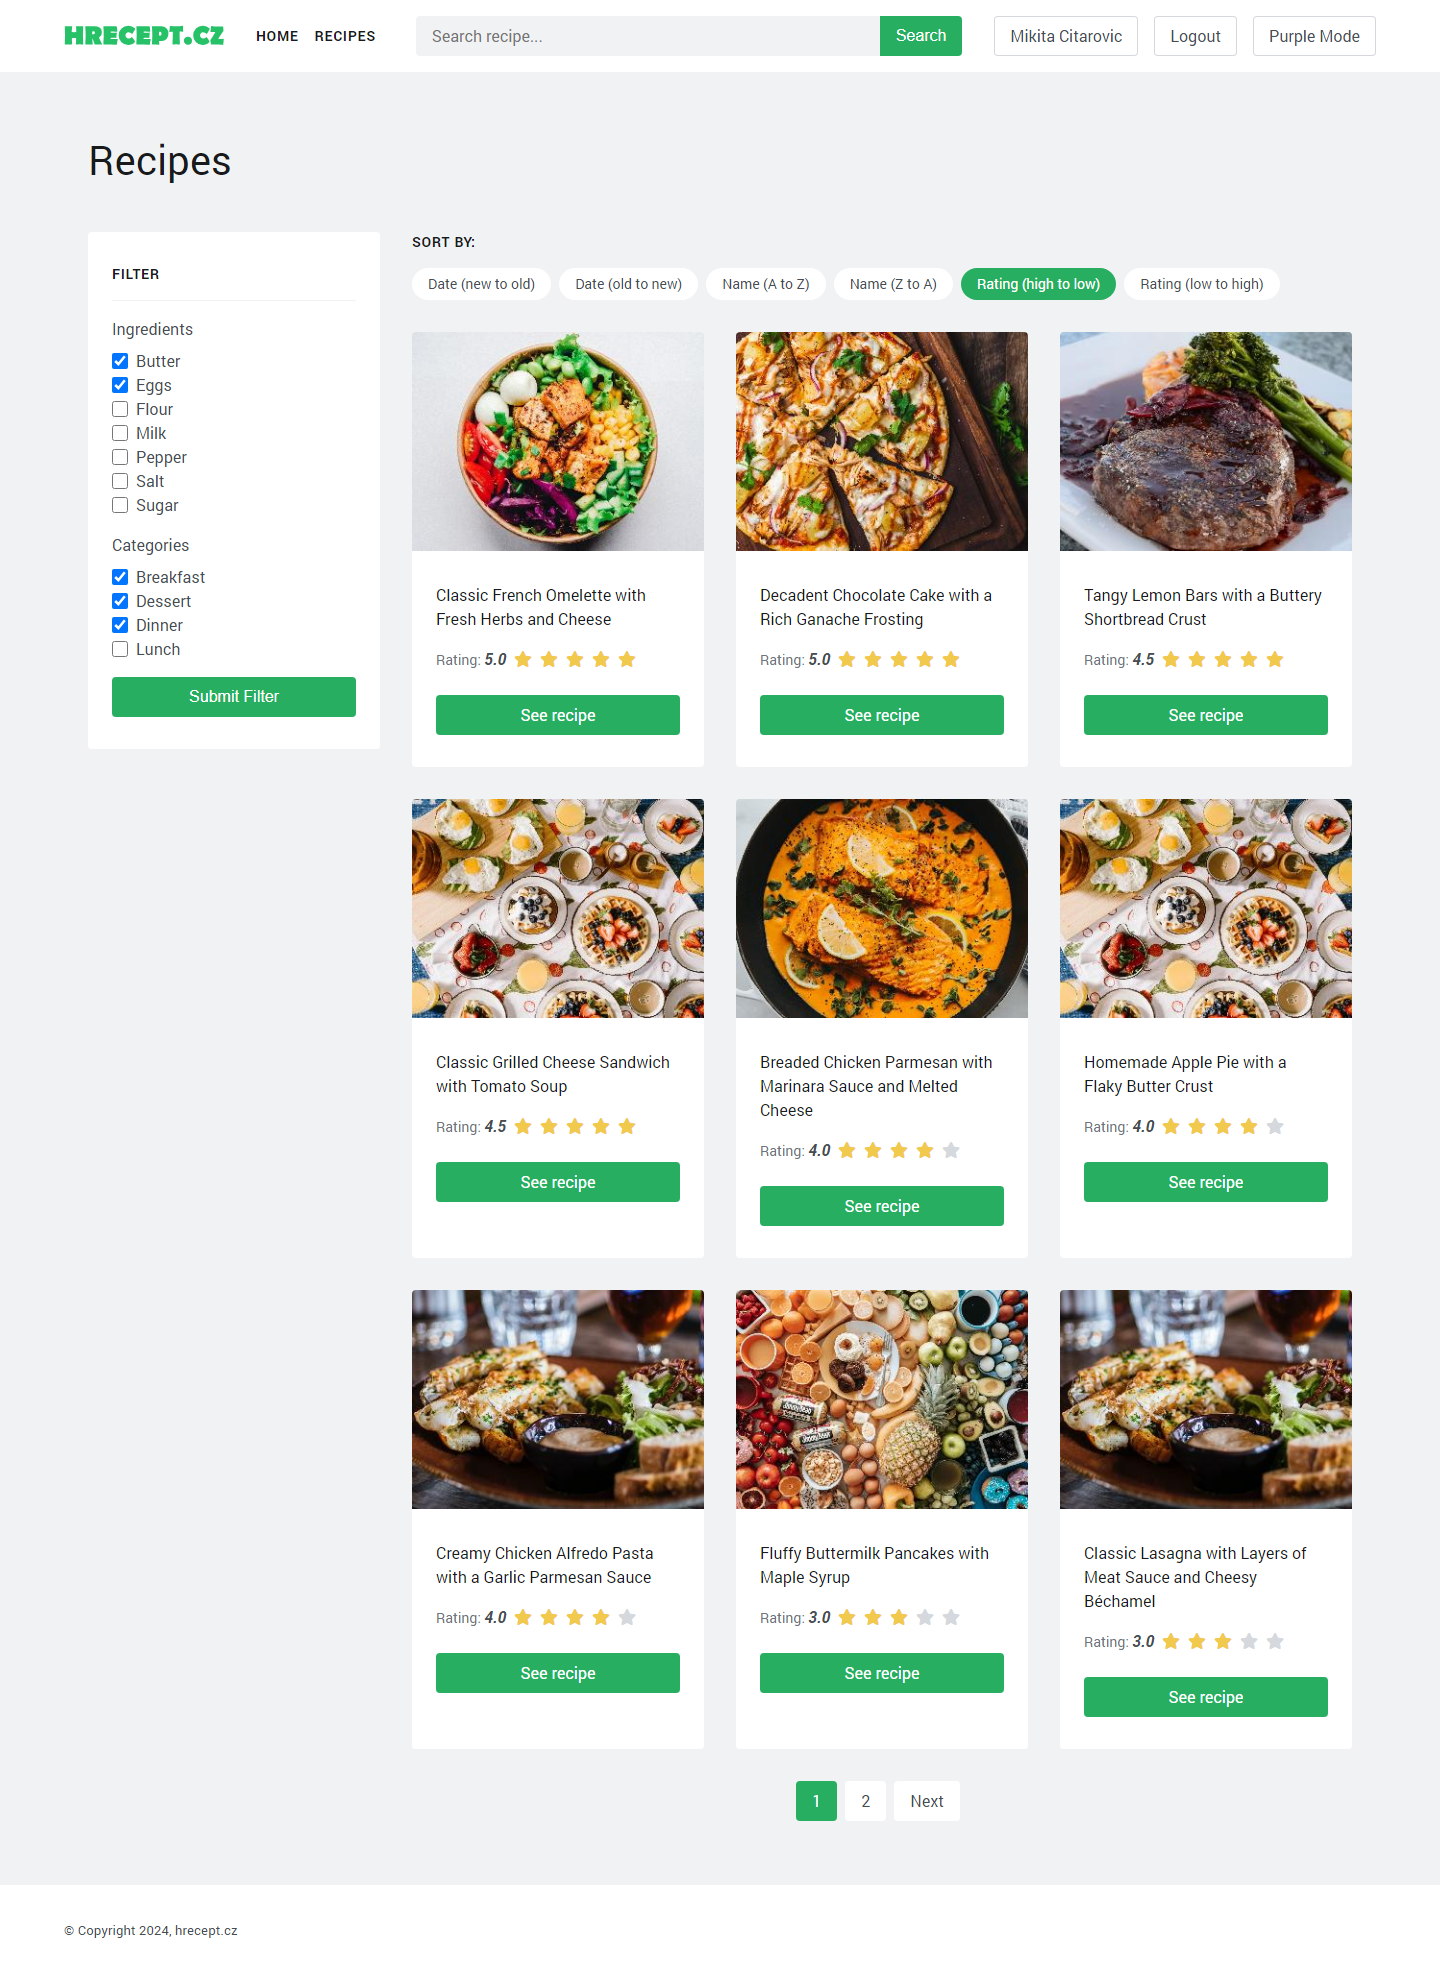 HRECEPT.CZ
HOME RECIPES
Search recipe...
Search
Mikita Citarovic
Logout
Purple Mode
Recipes
FILTER
Ingredients
Butter
Eggs
Flour
Milk
Pepper
Salt
Sugar
Categories
Breakfast
Dessert
Dinner
Lunch
Submit Filter
SORT BY:
Date (new to old)
Date (old to new)
Name (A to Z)
Name (Z to A)
Rating (high to low)
Rating (low to high)
Classic French Omelette with
Fresh Herbs and Cheese
Rating: 5.0
See recipe
Decadent Chocolate Cake with a
Rich Ganache Frosting
Rating: 5.0
See recipe
Tangy Lemon Bars with a Buttery
Shortbread Crust
Rating: 4.5
See recipe
Classic Grilled Cheese Sandwich
with Tomato Soup
Rating: 4.5
See recipe
Breaded Chicken Parmesan with
Marinara Sauce and Melted
Cheese
Rating: 4.0
See recipe
Homemade Apple Pie with a
Flaky Butter Crust
Rating: 4.0
See recipe
Creamy Chicken Alfredo Pasta
with a Garlic Parmesan Sauce
Rating: 4.0
See recipe
Fluffy Buttermilk Pancakes with
Maple Syrup
Rating: 3.0
See recipe
Classic Lasagna with Layers of
Meat Sauce and Cheesy
Béchamel
Rating: 3.0
See recipe
1
2
Next
© Copyright 2024, hrecept.cz